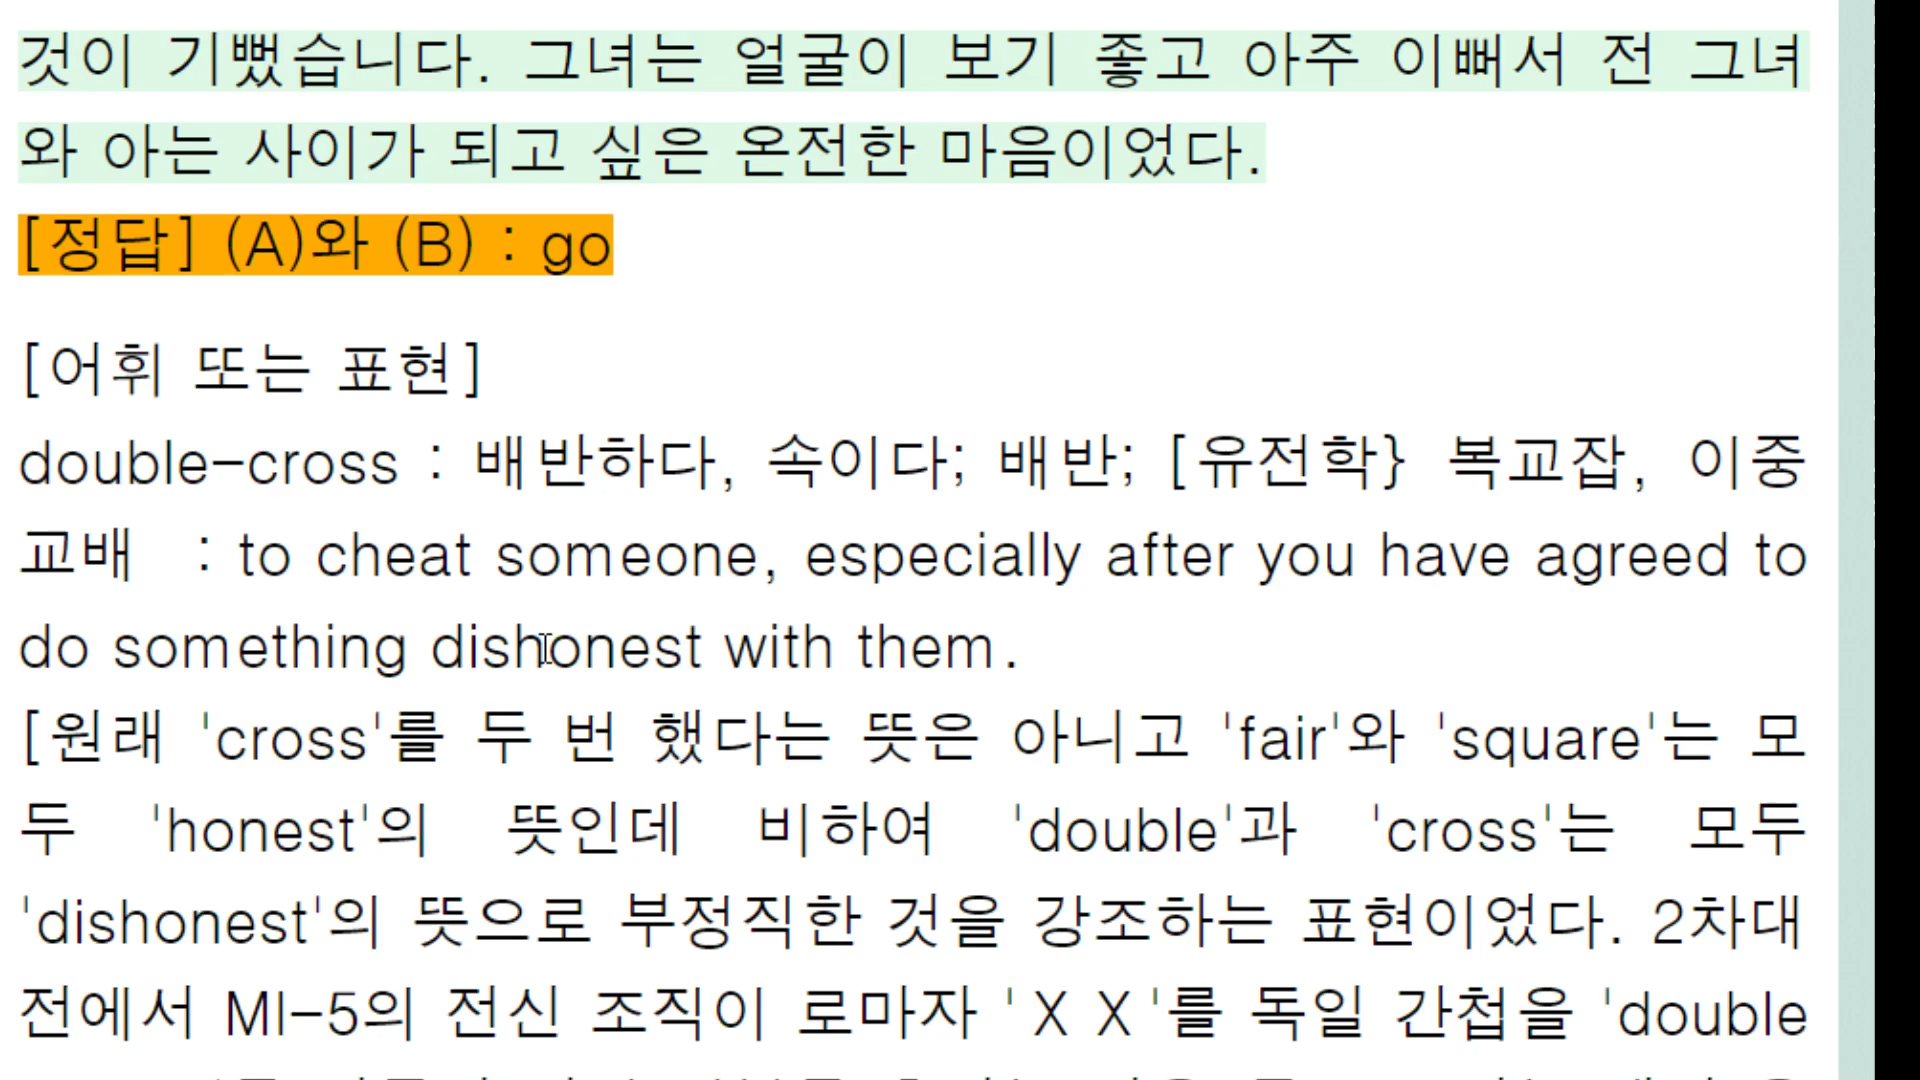 것이 기뻤습니다. 그녀는 얼굴이 보기 좋고 아주 이뻐서 전 그녀
와 아는 사이가 되고 싶은 온전한 마음이었다.
[정답] (A)와 (B) : go
[어휘 또는 표현]
double-cross : 배반하다, 속이다; 배반; [유전학} 복교잡, 이중
교배 : to cheat someone, especially after you have agreed to
do something dishonest with them.
[원래 'cross'를 두 번 했다는 뜻은 아니고 'fair'와 'square'는 모
두 'honest'의 뜻인데 비하여 'double'과 'cross'는 모두
'dishonest'의 뜻으로 부정직한 것을 강조하는 표현이었다. 2차대
전에서 MI-5의 전신 조직이 로마자 'X X'를 독일 간첩을 'double